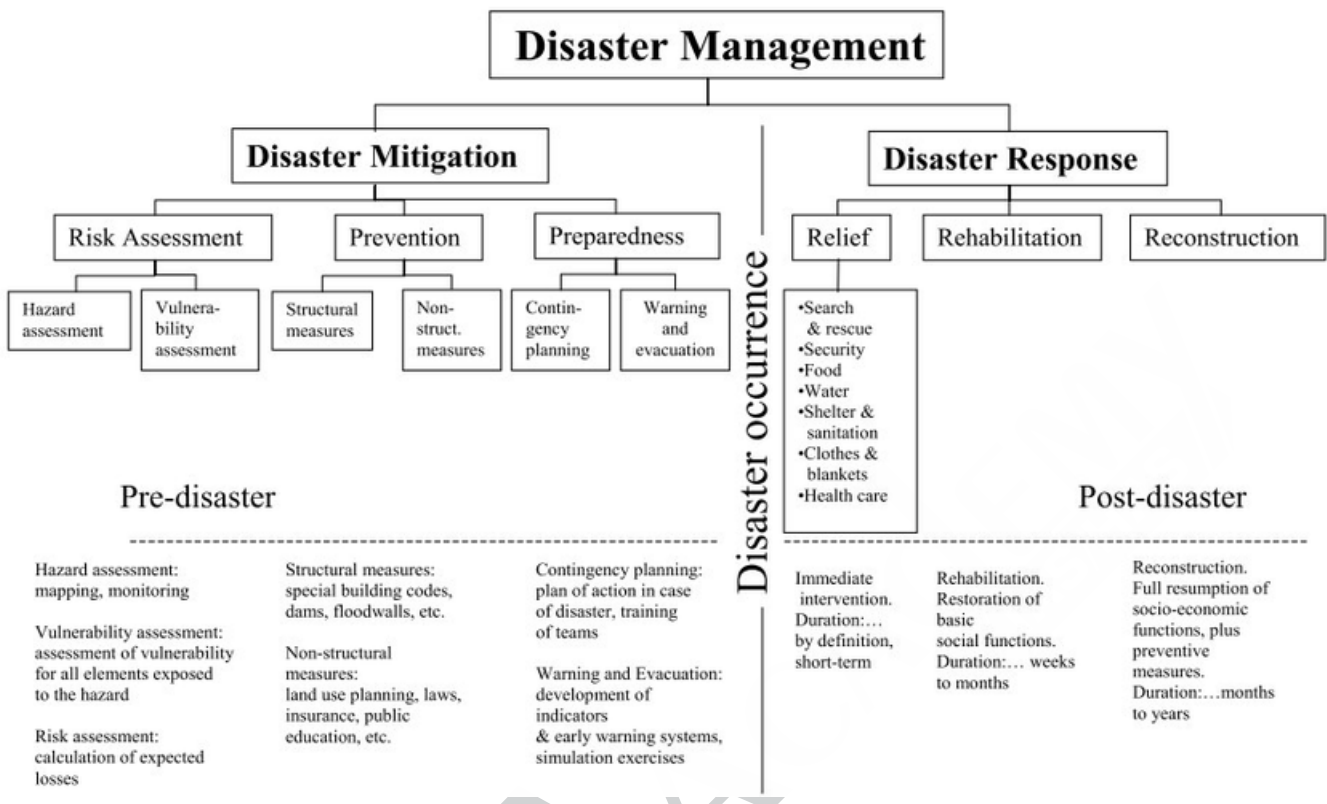 Disaster Management
Disaster Mitigation
Disaster Response
Risk Assessment
Prevention
Preparedness
Relief
Rehabilitation
Reconstruction
Hazard
assessment
Vulnera-
bility
assessment
Structural
measures
Non-
struct.
measures
Contin-
gency
planning
Warning
and
evacuation
•Search
& rescue
•Security
•Food
•Water
•Shelter &
sanitation
•Clothes &
blankets
•Health care
Disaster occurrence
Pre-disaster
Post-disaster
Hazard assessment:
mapping, monitoring
Vulnerability assessment:
assessment of vulnerability
for all elements exposed
to the hazard
Risk assessment:
calculation of expected
losses
Structural measures:
special building codes,
dams, floodwalls, etc.
Non-structural
measures:
land use planning, laws,
insurance, public
education, etc.
Contingency planning:
plan of action in case
of disaster, training
of teams
Warning and Evacuation:
development of
indicators
& early warning systems,
simulation exercises
Immediate
intervention.
Duration:…
by definition,
short-term
Rehabilitation.
Restoration of
basic
social functions.
Duration:… weeks
to months
Reconstruction.
Full resumption of
socio-economic
functions, plus
preventive
measures.
Duration:…months
to years